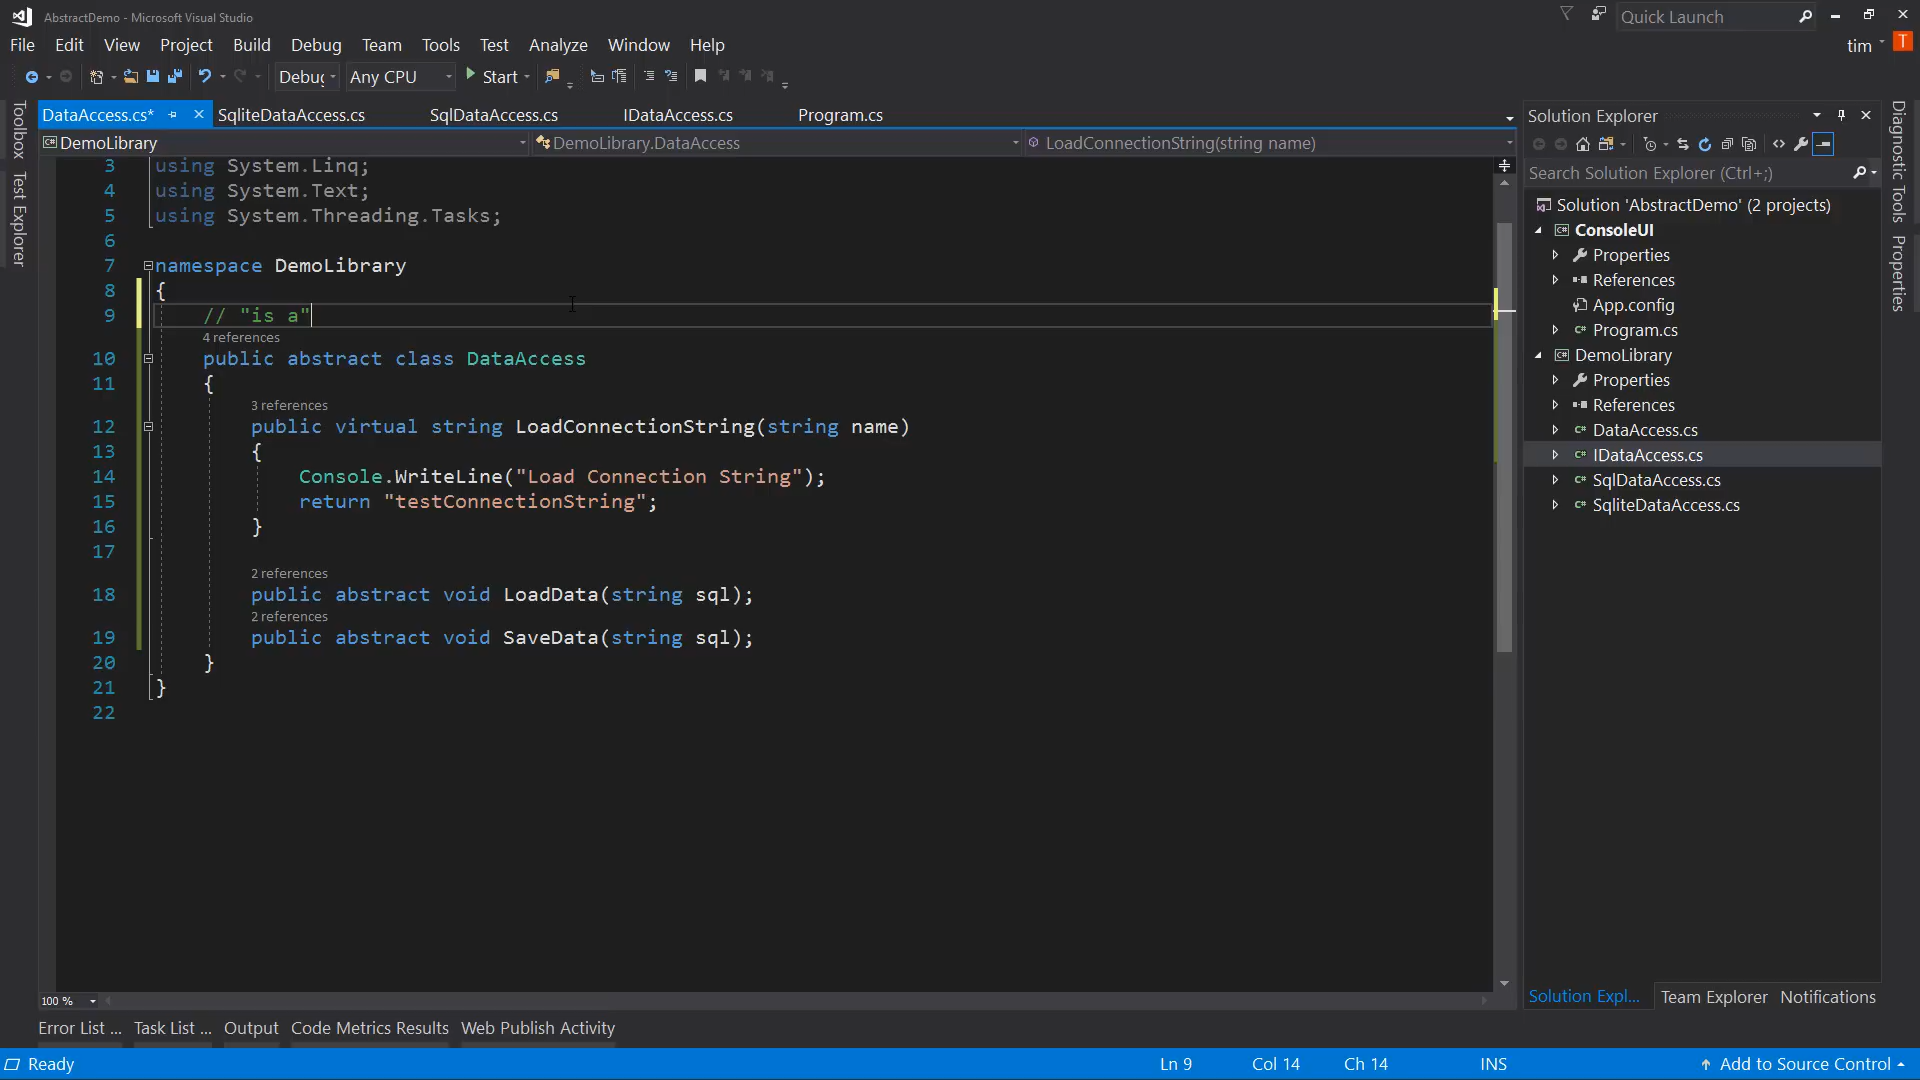 AbstractDemo - Microsoft Visual Studio
Quick Launch
File Edit View Project Build Debug Team Tools Test Analyze Window Help
tim T
Debug Any CPU Start
DataAccess.cs* SqliteDataAccess.cs SqlDataAccess.cs IDataAccess.cs Program.cs
DemoLibrary DemoLibrary.DataAccess LoadConnectionString(string name)
3 using System.Linq;
4 using System.Text;
5 using System.Threading.Tasks;
6
7 namespace DemoLibrary
8 {
9 // "is a"
4 references
10 public abstract class DataAccess
11 {
3 references
12 public virtual string LoadConnectionString(string name)
13 {
14 Console.WriteLine("Load Connection String");
15 return "testConnectionString";
16 }
17
2 references
18 public abstract void LoadData(string sql);
2 references
19 public abstract void SaveData(string sql);
20 }
21 }
22
100 %
Toolbox
Test Explorer
Solution Explorer
Search Solution Explorer (Ctrl+;)
Solution 'AbstractDemo' (2 projects)
C# ConsoleUI
Properties
References
App.config
C# Program.cs
C# DemoLibrary
Properties
References
C# DataAccess.cs
C# IDataAccess.cs
C# SqlDataAccess.cs
C# SqliteDataAccess.cs
Solution Expl... Team Explorer Notifications
Diagnostic Tools
Properties
Error List ... Task List ... Output Code Metrics Results Web Publish Activity
Ready Ln 9 Col 14 Ch 14 INS Add to Source Control